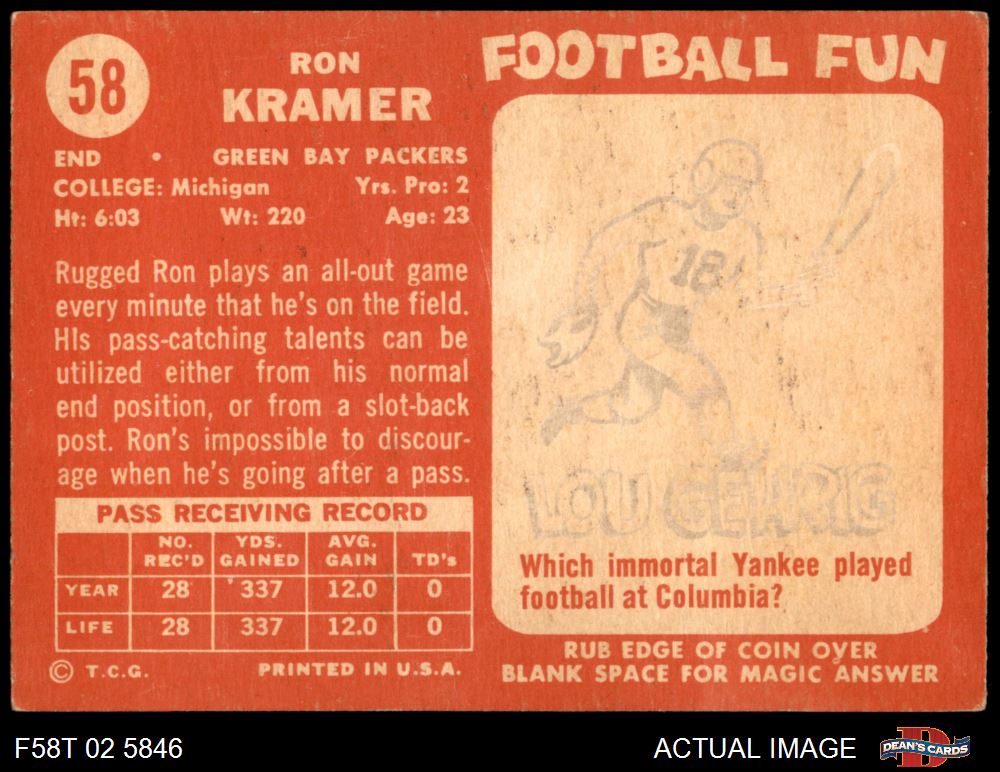 58
RON
KRAMER
END • GREEN BAY PACKERS
COLLEGE: Michigan Yrs. Pro: 2
Ht: 6:03 Wt: 220 Age: 23
Rugged Ron plays an all-out game
every minute that he's on the field.
HIs pass-catching talents can be
utilized either from his normal
end position, or from a slot-back
post. Ron's impossible to discour-
age when he's going after a pass.
PASS RECEIVING RECORD
NO. REC'D YDS. GAINED AVG. GAIN TD's
YEAR 28 337 12.0 0
LIFE 28 337 12.0 0
© T.C.G. PRINTED IN U.S.A.
FOOTBALL FUN
18
LOU GEHRIG
Which immortal Yankee played
football at Columbia?
RUB EDGE OF COIN OVER
BLANK SPACE FOR MAGIC ANSWER
F58T 02 5846
ACTUAL IMAGE
D
DEAN'S CARDS